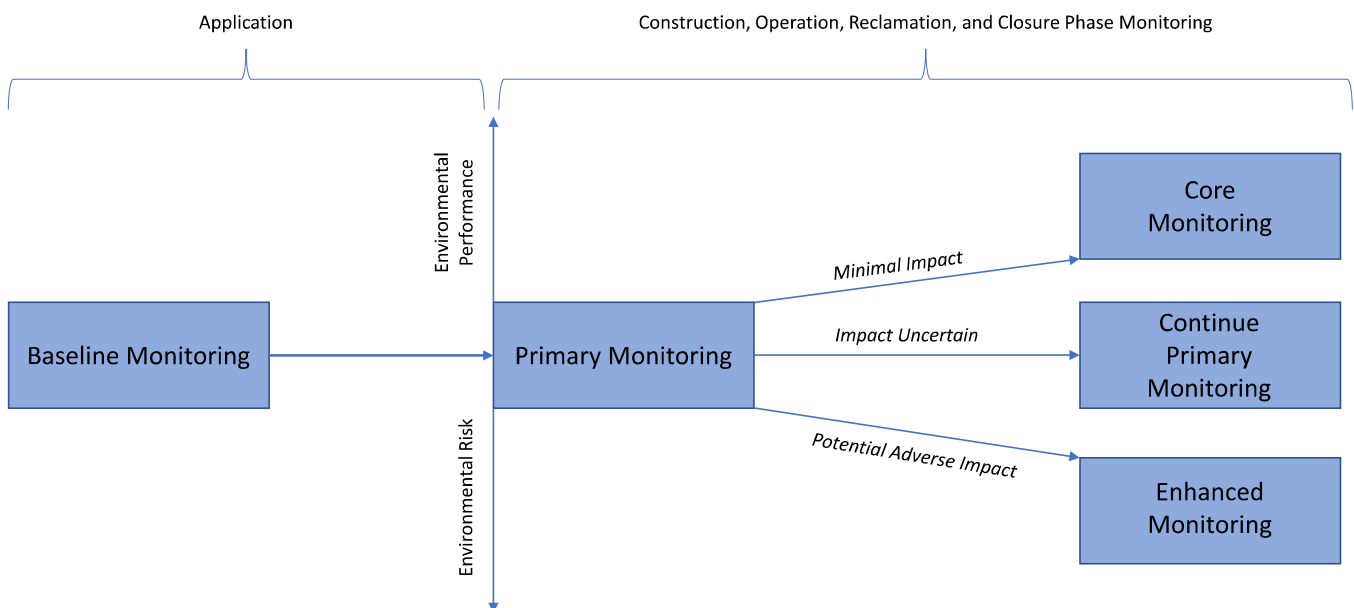 Application
Construction, Operation, Reclamation, and Closure Phase Monitoring
Environmental
Performance
Core
Monitoring
Minimal Impact
Baseline Monitoring
Primary Monitoring
Impact Uncertain
Continue
Primary
Monitoring
Environmental Risk
Potential Adverse Impact
Enhanced
Monitoring